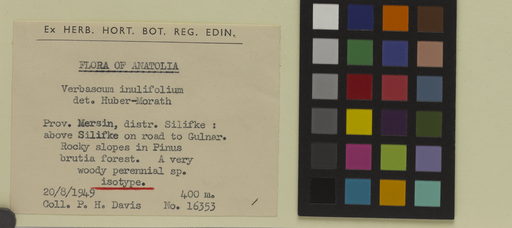 Ex HERB. HORT. BOT. REG. EDIN.
FLORA OF ANATOLIA
Verbascum inulifolium
det. Huber-Morath
Prov. Mersin, distr. Silifke :
above Silifke on road to Gulnar.
Rocky slopes in Pinus
brutia forest. A very
woody perennial sp.
isotype.
20/8/1949 400 m.
Coll. P. H. Davis No. 16353